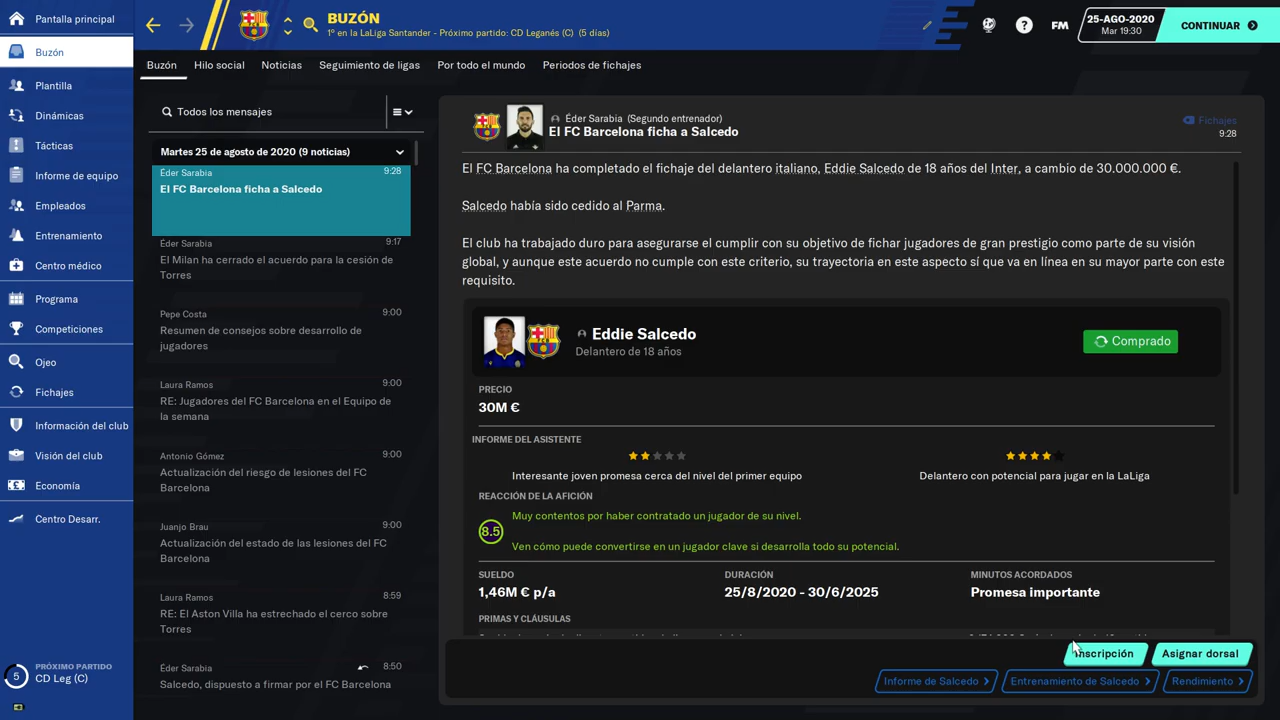 Pantalla principal
Buzón
Plantilla
Dinámicas
Tácticas
Informe de equipo
Empleados
Entrenamiento
Centro médico
Programa
Competiciones
Ojeo
Fichajes
Información del club
Visión del club
Economía
Centro Desarr.
5
PRÓXIMO PARTIDO
CD Leg (C)
BUZÓN
1º en la LaLiga Santander - Próximo partido: CD Leganés (C) (5 días)
FM
25-AGO-2020
Mar 19:30
CONTINUAR
Buzón
Hilo social
Noticias
Seguimiento de ligas
Por todo el mundo
Periodos de fichajes
Todos los mensajes
Martes 25 de agosto de 2020 (9 noticias)
Éder Sarabia 9:28
El FC Barcelona ficha a Salcedo
Éder Sarabia 9:17
El Milan ha cerrado el acuerdo para la cesión de
Torres
Pepe Costa 9:00
Resumen de consejos sobre desarrollo de
jugadores
Laura Ramos 9:00
RE: Jugadores del FC Barcelona en el Equipo de
la semana
Antonio Gómez 9:00
Actualización del riesgo de lesiones del FC
Barcelona
Juanjo Brau 9:00
Actualización del estado de las lesiones del FC
Barcelona
Laura Ramos 8:59
RE: El Aston Villa ha estrechado el cerco sobre
Torres
Éder Sarabia 8:50
Salcedo, dispuesto a firmar por el FC Barcelona
Éder Sarabia (Segundo entrenador)
El FC Barcelona ficha a Salcedo
Fichajes
9:28
El FC Barcelona ha completado el fichaje del delantero italiano, Eddie Salcedo de 18 años del Inter, a cambio de 30.000.000 €.
Salcedo había sido cedido al Parma.
El club ha trabajado duro para asegurarse el cumplir con su objetivo de fichar jugadores de gran prestigio como parte de su visión
global, y aunque este acuerdo no cumple con este criterio, su trayectoria en este aspecto sí que va en línea en su mayor parte con este
requisito.
Eddie Salcedo
Delantero de 18 años
Comprado
PRECIO
30M €
INFORME DEL ASISTENTE
Interesante joven promesa cerca del nivel del primer equipo
Delantero con potencial para jugar en la LaLiga
REACCIÓN DE LA AFICIÓN
8.5
Muy contentos por haber contratado un jugador de su nivel.
Ven cómo puede convertirse en un jugador clave si desarrolla todo su potencial.
SUELDO
1,46M € p/a
DURACIÓN
25/8/2020 - 30/6/2025
MINUTOS ACORDADOS
Promesa importante
PRIMAS Y CLÁUSULAS
Inscripción
Asignar dorsal
Informe de Salcedo
Entrenamiento de Salcedo
Rendimiento